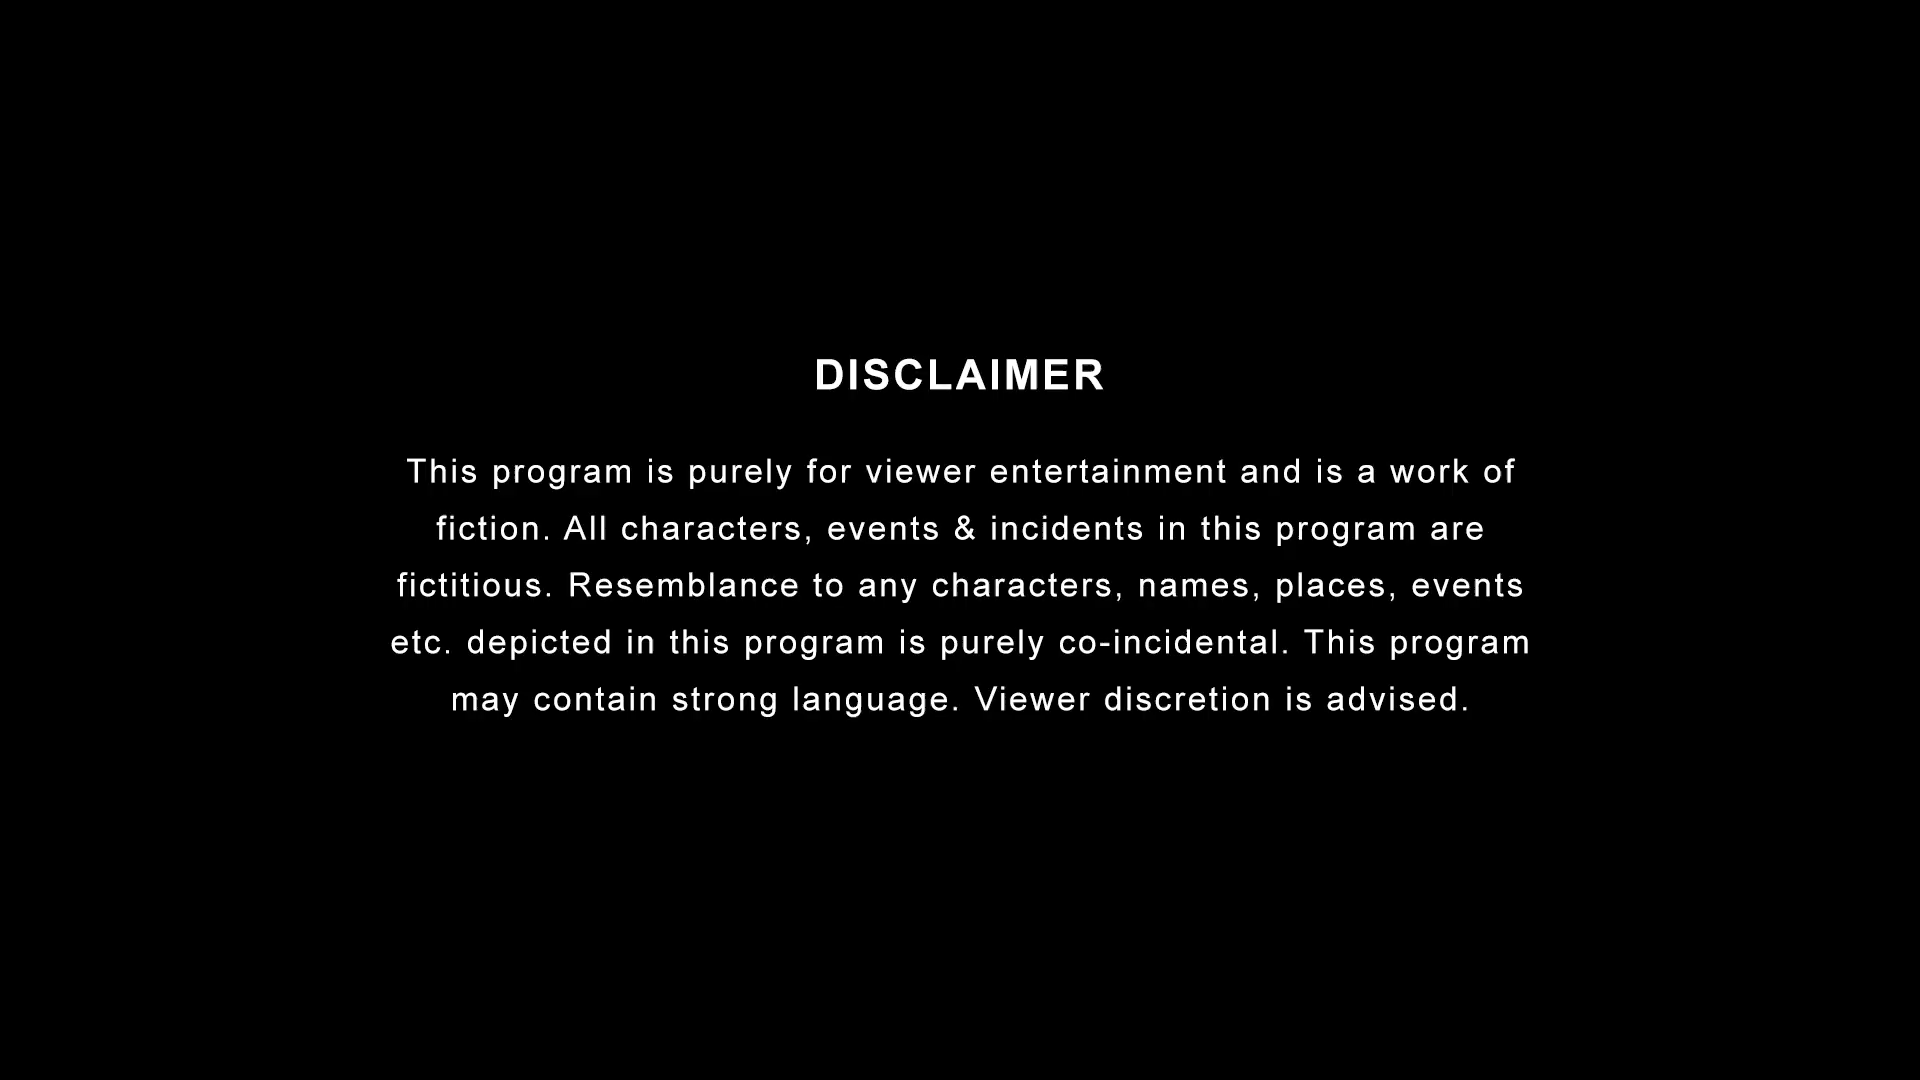 DISCLAIMER
This program is purely for viewer entertainment and is a work of
fiction. All characters, events & incidents in this program are
fictitious. Resemblance to any characters, names, places, events
etc. depicted in this program is purely co-incidental. This program
may contain strong language. Viewer discretion is advised.